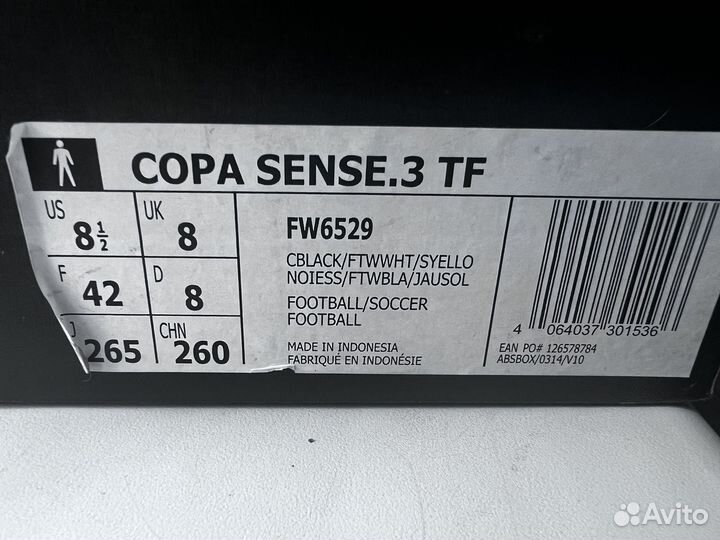 COPA SENSE.3 TF
US 8½ UK 8
F 42 D 8
J 265 CHN 260
FW6529
CBLACK/FTWWHT/SYELLO
NOIESS/FTWBLA/JAUSOL
FOOTBALL/SOCCER
FOOTBALL
MADE IN INDONESIA
FABRIQUÉ EN INDONÉSIE
4 064037 301536
EAN PO# 126578784
ABSBOX/0314/V10
Avito